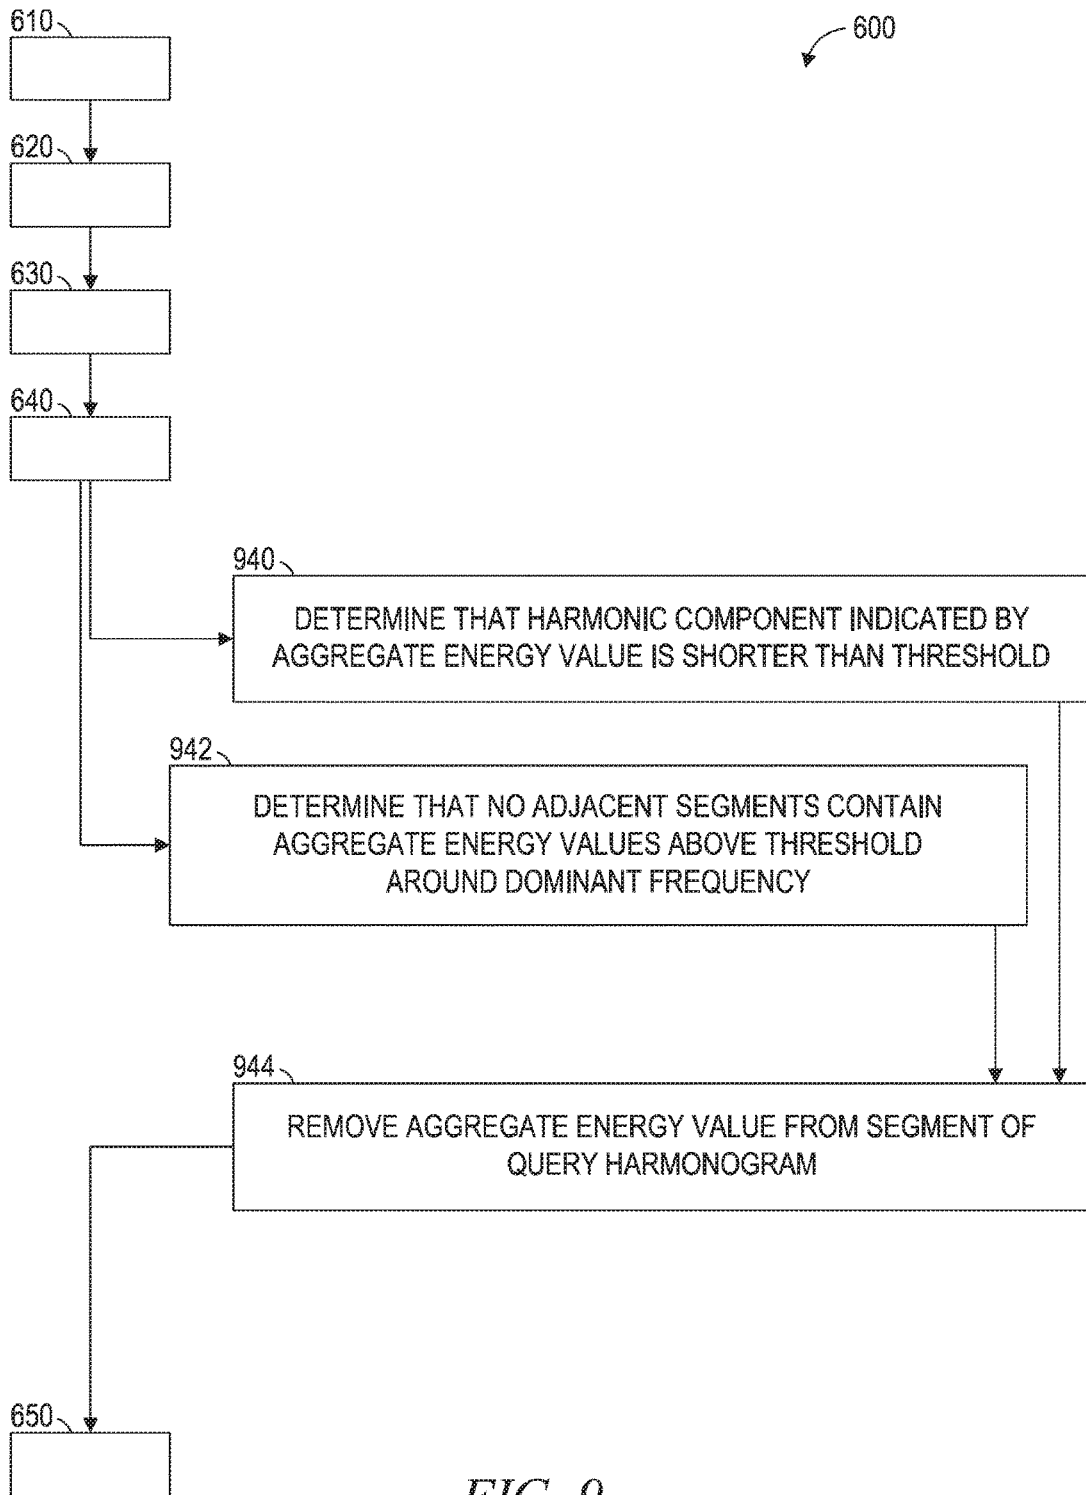 610
600
620
630
640
940
DETERMINE THAT HARMONIC COMPONENT INDICATED BY
AGGREGATE ENERGY VALUE IS SHORTER THAN THRESHOLD
942
DETERMINE THAT NO ADJACENT SEGMENTS CONTAIN
AGGREGATE ENERGY VALUES ABOVE THRESHOLD
AROUND DOMINANT FREQUENCY
944
REMOVE AGGREGATE ENERGY VALUE FROM SEGMENT OF
QUERY HARMONOGRAM
650
FIG. 9